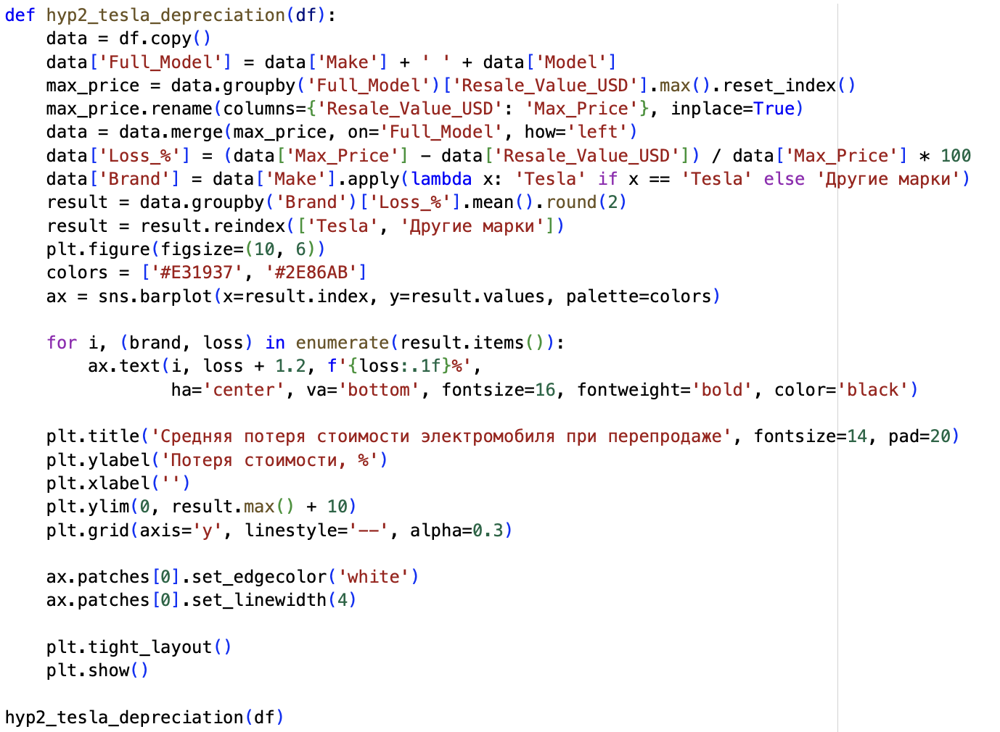 def hyp2_tesla_depreciation(df):
    data = df.copy()
    data['Full_Model'] = data['Make'] + ' ' + data['Model']
    max_price = data.groupby('Full_Model')['Resale_Value_USD'].max().reset_index()
    max_price.rename(columns={'Resale_Value_USD': 'Max_Price'}, inplace=True)
    data = data.merge(max_price, on='Full_Model', how='left')
    data['Loss_%'] = (data['Max_Price'] - data['Resale_Value_USD']) / data['Max_Price'] * 100
    data['Brand'] = data['Make'].apply(lambda x: 'Tesla' if x == 'Tesla' else 'Другие марки')
    result = data.groupby('Brand')['Loss_%'].mean().round(2)
    result = result.reindex(['Tesla', 'Другие марки'])
    plt.figure(figsize=(10, 6))
    colors = ['#E31937', '#2E86AB']
    ax = sns.barplot(x=result.index, y=result.values, palette=colors)

    for i, (brand, loss) in enumerate(result.items()):
        ax.text(i, loss + 1.2, f'{loss:.1f}%',
                ha='center', va='bottom', fontsize=16, fontweight='bold', color='black')

    plt.title('Средняя потеря стоимости электромобиля при перепродаже', fontsize=14, pad=20)
    plt.ylabel('Потеря стоимости, %')
    plt.xlabel('')
    plt.ylim(0, result.max() + 10)
    plt.grid(axis='y', linestyle='--', alpha=0.3)

    ax.patches[0].set_edgecolor('white')
    ax.patches[0].set_linewidth(4)

    plt.tight_layout()
    plt.show()

hyp2_tesla_depreciation(df)